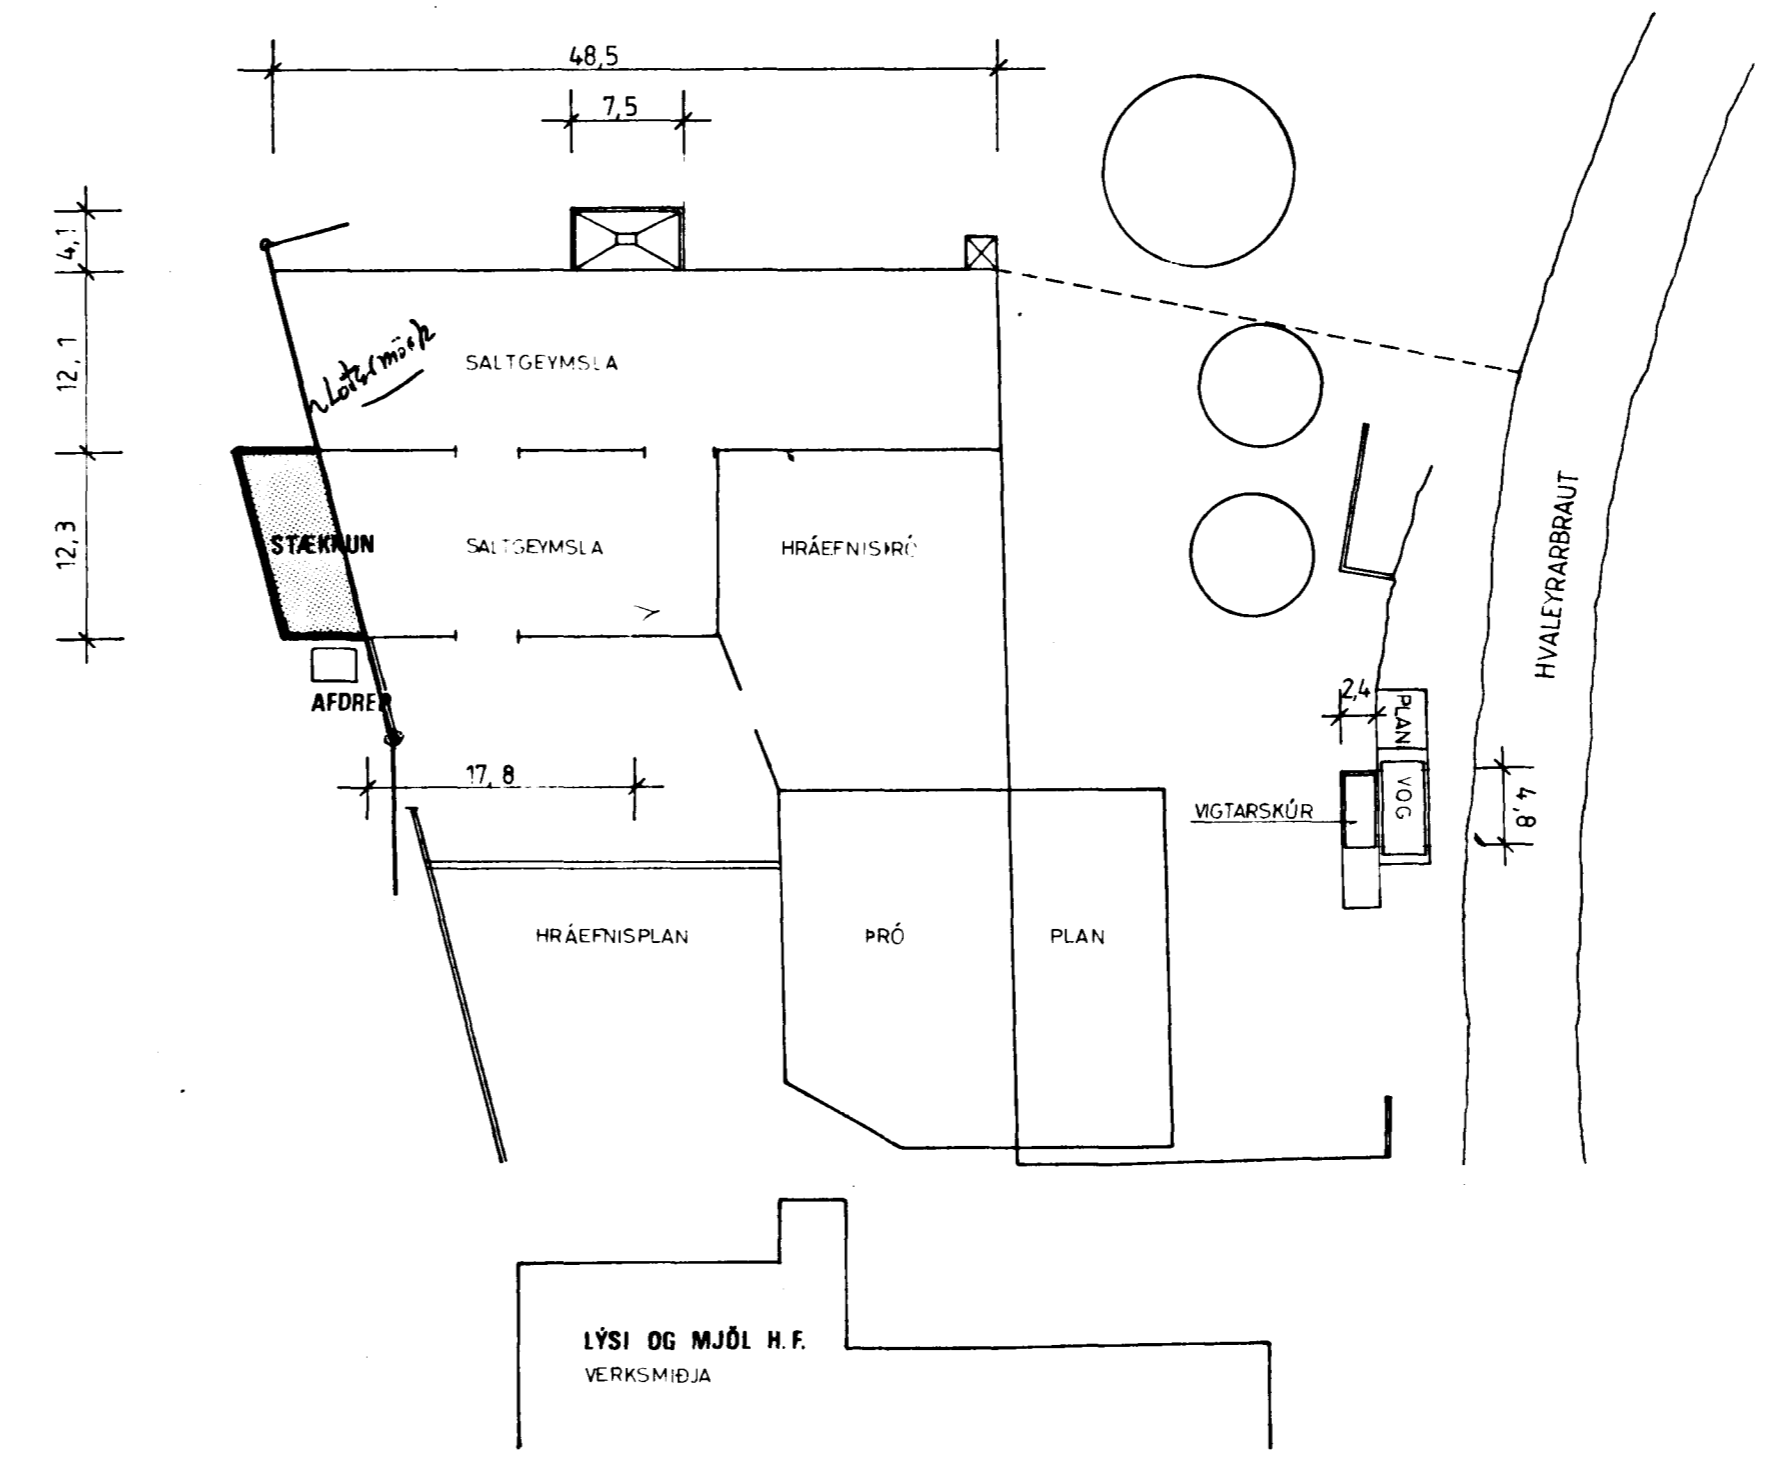 48,5
7,5
4,1
12,1
12,3
Lóðarmörk
SALTGEYMSLA
STÆKKUN
SALTGEYMSLA
HRÁEFNISÞRÓ
HVALEYRARBRAUT
AFDREP
2,4
PLAN
17,8
VOG
4,8
VIGTARSKÚR
HRÁEFNISPLAN
ÞRÓ
PLAN
LÝSI OG MJÖL H.F.
VERKSMIÐJA